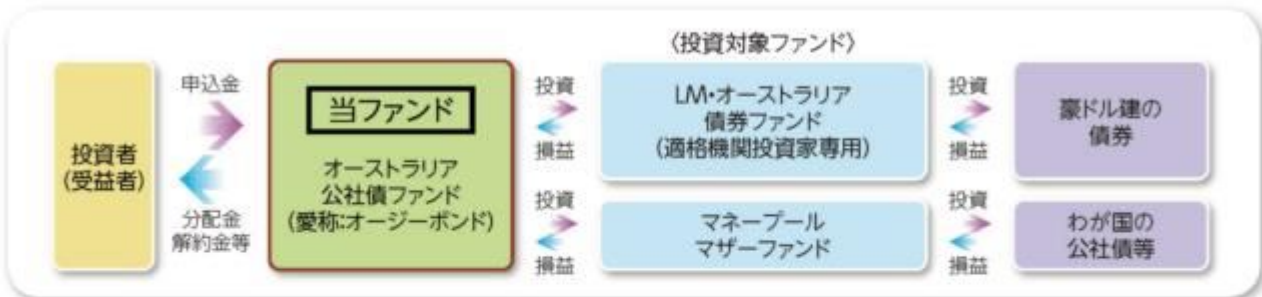 〈投資対象ファンド〉
投資者
(受益者)
申込金
分配金
解約金等
当ファンド
オーストラリア
公社債ファンド
(愛称:オージーボンド)
投資
損益
投資
損益
LM・オーストラリア
債券ファンド
(適格機関投資家専用)
マネープール
マザーファンド
投資
損益
投資
損益
豪ドル建の
債券
わが国の
公社債等